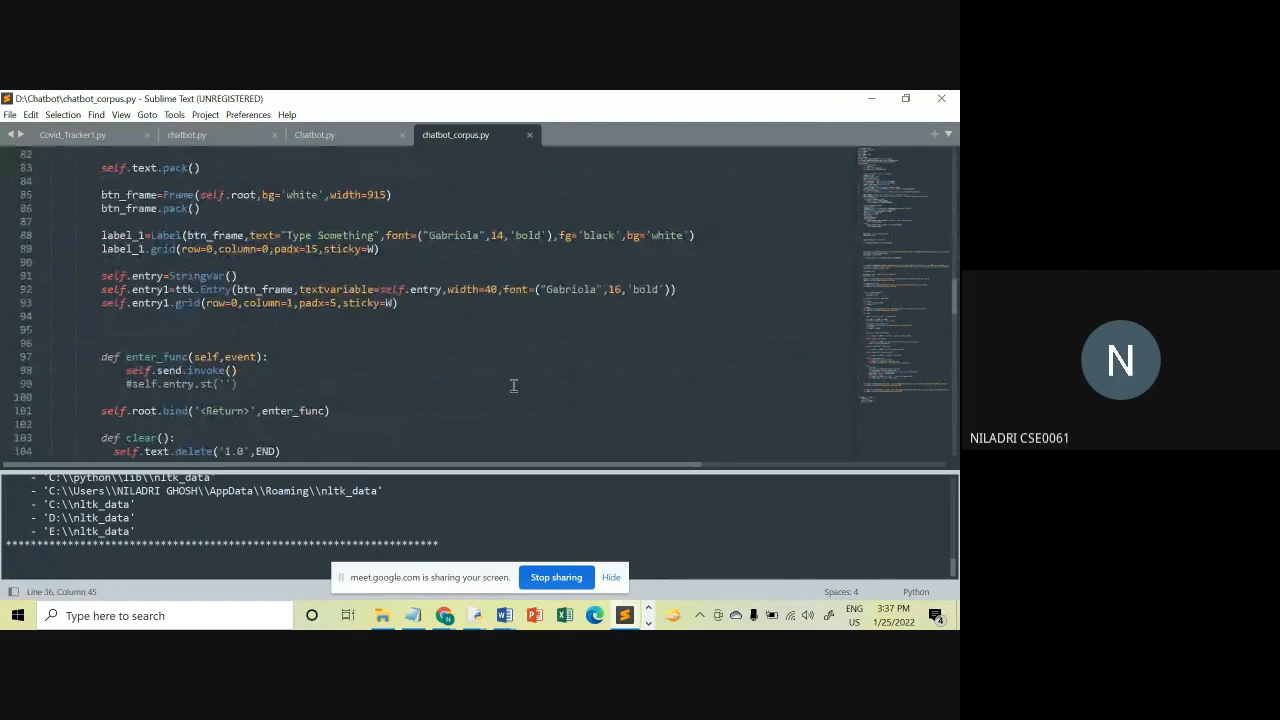 D:\Chatbot\chatbot_corpus.py - Sublime Text (UNREGISTERED)
File Edit Selection Find View Goto Tools Project Preferences Help
Covid_Tracker1.py chatbot.py Chatbot.py chatbot_corpus.py
82
83 self.text.pack()
84
85 btn_frame=Frame(self.root,bg='white',width=915)
86 btn_frame.pack()
87
88 label_1=Label(btn_frame,text="Type Something",font=("Gabriola",14,'bold'),fg='black',bg='white')
89 label_1.grid(row=0,column=0,padx=15,sticky=W)
90
91 self.entry=Stringvar()
92 self.entry1=ttk.Entry(btn_frame,textvariable=self.entry,width=40,font=("Gabriola",16,'bold'))
93 self.entry1.grid(row=0,column=1,padx=5,sticky=W)
94
95
96
97 def enter_func(self,event):
98 self.send.invoke()
99 #self.entry.st('')
100
101 self.root.bind('<Return>',enter_func)
102
103 def clear():
104 self.text.delete('1.0',END)
- 'C:\\python\\lib\\nltk_data'
- 'C:\\Users\\NILADRI GHOSH\\AppData\\Roaming\\nltk_data'
- 'C:\\nltk_data'
- 'D:\\nltk_data'
- 'E:\\nltk_data'
**********************************************************************
meet.google.com is sharing your screen. Stop sharing Hide
Line 36, Column 45 Spaces: 4 Python
Type here to search
ENG
US
3:37 PM
1/25/2022
4
N
NILADRI CSE0061